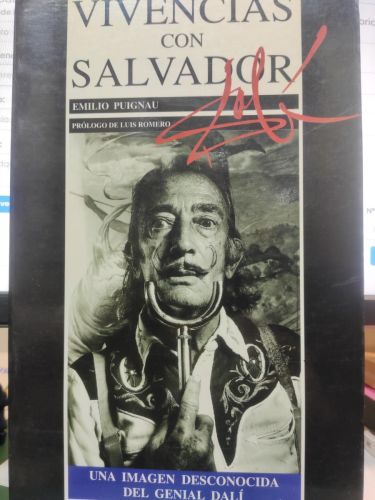 VIVENCIAS
CON
SALVADOR
Dalí
EMILIO PUIGNAU
PRÓLOGO DE LUIS ROMERO
UNA IMAGEN DESCONOCIDA
DEL GENIAL DALÍ